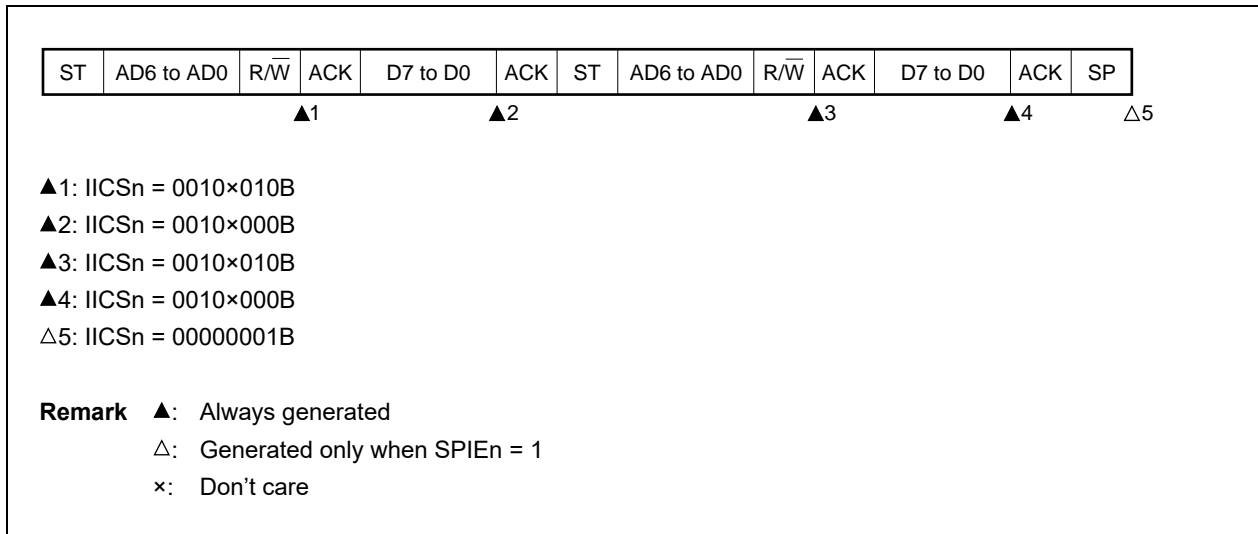 ST AD6 to AD0 R/W̅ ACK D7 to D0 ACK ST AD6 to AD0 R/W̅ ACK D7 to D0 ACK SP
▲1 ▲2 ▲3 ▲4 △5
▲1: IICSn = 0010×010B
▲2: IICSn = 0010×000B
▲3: IICSn = 0010×010B
▲4: IICSn = 0010×000B
△5: IICSn = 00000001B
Remark ▲: Always generated
△: Generated only when SPIEn = 1
×: Don't care